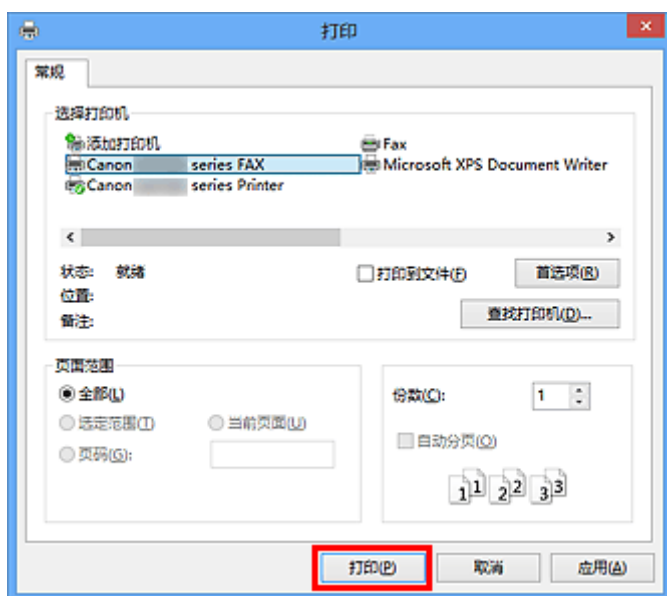 打印
常规
选择打印机
添加打印机
Fax
Canon series FAX
Microsoft XPS Document Writer
Canon series Printer
状态: 就绪
打印到文件(F)
首选项(R)
位置:
备注:
查找打印机(D)...
页面范围
全部(L)
份数(C): 1
选定范围(T)
当前页面(U)
自动分页(O)
页码(G):
1 1 2 2 3 3
打印(P)
取消
应用(A)